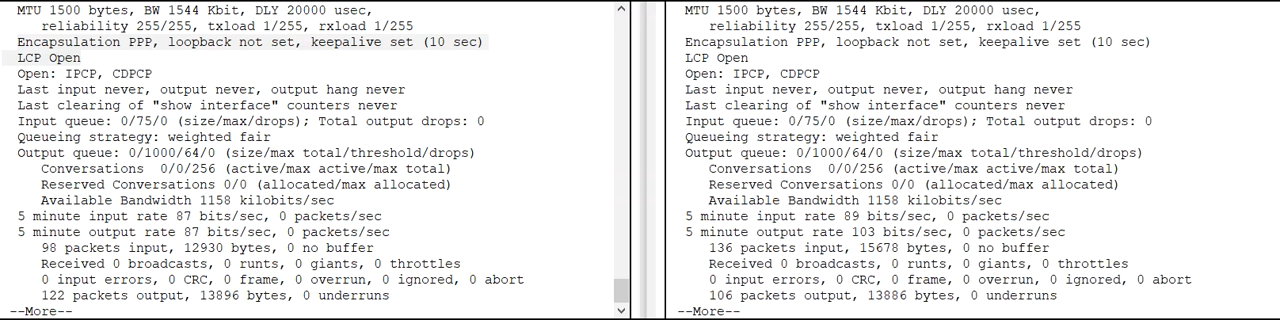 MTU 1500 bytes, BW 1544 Kbit, DLY 20000 usec,
reliability 255/255, txload 1/255, rxload 1/255
Encapsulation PPP, loopback not set, keepalive set (10 sec)
LCP Open
Open: IPCP, CDPCP
Last input never, output never, output hang never
Last clearing of "show interface" counters never
Input queue: 0/75/0 (size/max/drops); Total output drops: 0
Queueing strategy: weighted fair
Output queue: 0/1000/64/0 (size/max total/threshold/drops)
Conversations 0/0/256 (active/max active/max total)
Reserved Conversations 0/0 (allocated/max allocated)
Available Bandwidth 1158 kilobits/sec
5 minute input rate 87 bits/sec, 0 packets/sec
5 minute output rate 87 bits/sec, 0 packets/sec
98 packets input, 12930 bytes, 0 no buffer
Received 0 broadcasts, 0 runts, 0 giants, 0 throttles
0 input errors, 0 CRC, 0 frame, 0 overrun, 0 ignored, 0 abort
122 packets output, 13896 bytes, 0 underruns
--More--
MTU 1500 bytes, BW 1544 Kbit, DLY 20000 usec,
reliability 255/255, txload 1/255, rxload 1/255
Encapsulation PPP, loopback not set, keepalive set (10 sec)
LCP Open
Open: IPCP, CDPCP
Last input never, output never, output hang never
Last clearing of "show interface" counters never
Input queue: 0/75/0 (size/max/drops); Total output drops: 0
Queueing strategy: weighted fair
Output queue: 0/1000/64/0 (size/max total/threshold/drops)
Conversations 0/0/256 (active/max active/max total)
Reserved Conversations 0/0 (allocated/max allocated)
Available Bandwidth 1158 kilobits/sec
5 minute input rate 89 bits/sec, 0 packets/sec
5 minute output rate 103 bits/sec, 0 packets/sec
136 packets input, 15678 bytes, 0 no buffer
Received 0 broadcasts, 0 runts, 0 giants, 0 throttles
0 input errors, 0 CRC, 0 frame, 0 overrun, 0 ignored, 0 abort
106 packets output, 13886 bytes, 0 underruns
--More--